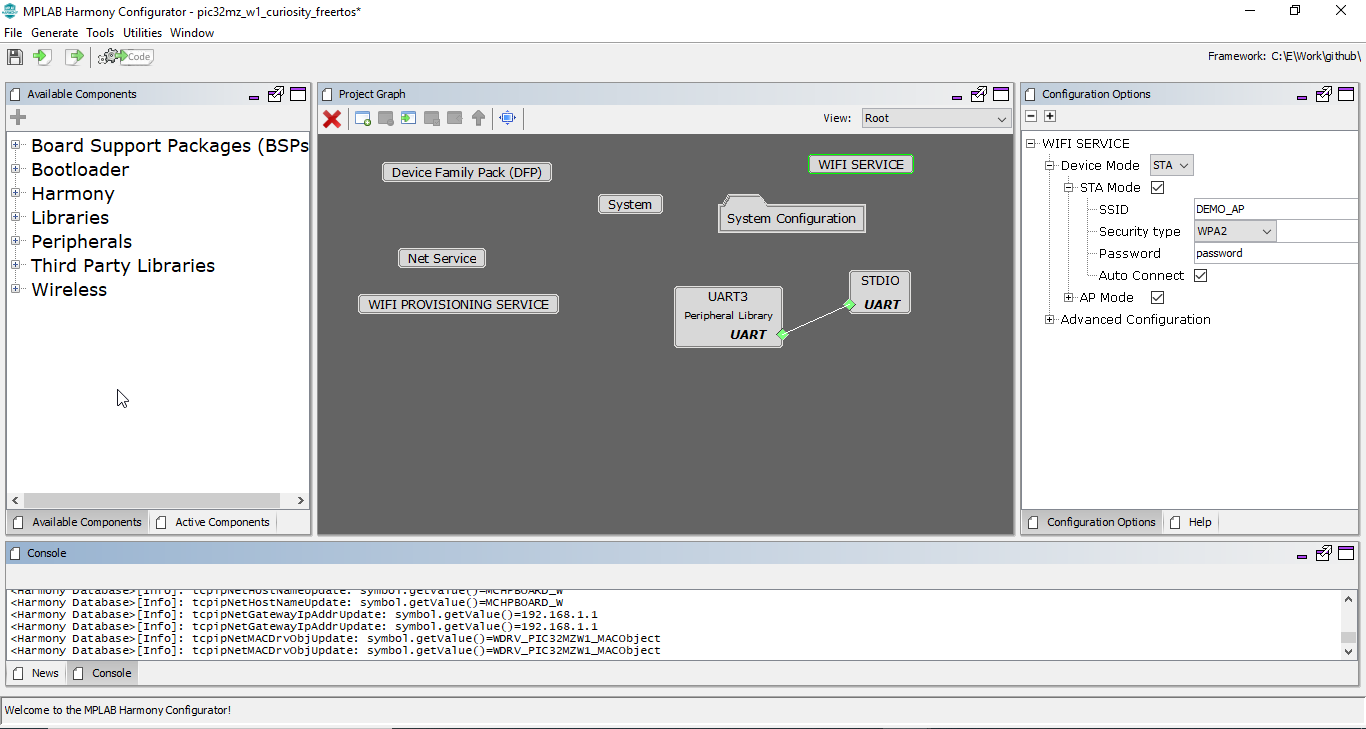 MPLAB Harmony Configurator - pic32mz_w1_curiosity_freertos*
File Generate Tools Utilities Window
Code
Framework: C:\E\Work\github\
Available Components
Board Support Packages (BSPs
Bootloader
Harmony
Libraries
Peripherals
Third Party Libraries
Wireless
Available Components Active Components
Project Graph
View: Root
Device Family Pack (DFP)
WIFI SERVICE
System
System Configuration
Net Service
WIFI PROVISIONING SERVICE
STDIO
UART
UART3
Peripheral Library
UART
Configuration Options
WIFI SERVICE
Device Mode STA
STA Mode
SSID DEMO_AP
Security type WPA2
Password password
Auto Connect
AP Mode
Advanced Configuration
Configuration Options Help
Console
<Harmony Database>[Info]: tcpipNetHostNameUpdate: symbol.getValue()=MCHPBOARD_W
<Harmony Database>[Info]: tcpipNetHostNameUpdate: symbol.getValue()=MCHPBOARD_W
<Harmony Database>[Info]: tcpipNetGatewayIpAddrUpdate: symbol.getValue()=192.168.1.1
<Harmony Database>[Info]: tcpipNetGatewayIpAddrUpdate: symbol.getValue()=192.168.1.1
<Harmony Database>[Info]: tcpipNetMACDrvObjUpdate: symbol.getValue()=WDRV_PIC32MZW1_MACObject
<Harmony Database>[Info]: tcpipNetMACDrvObjUpdate: symbol.getValue()=WDRV_PIC32MZW1_MACObject
News Console
Welcome to the MPLAB Harmony Configurator!